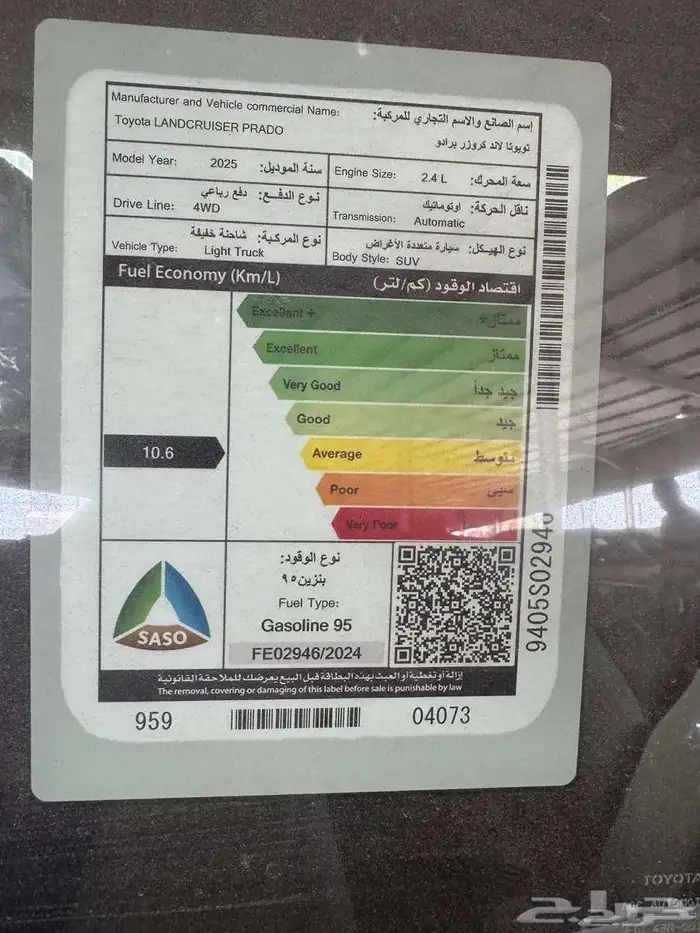 Manufacturer and Vehicle commercial Name: إسم الصانع والاسم التجاري للمركبة:
Toyota LANDCRUISER PRADO تويوتا لاند كروزر برادو
Model Year: 2025 سنة الموديل:
Engine Size: 2.4 L سعة المحرك:
Drive Line: دفع رباعي نوع الدفــع:
4WD
Transmission: اوتوماتيك ناقل الحركة:
Automatic
Vehicle Type: شاحنة خفيفة نوع المركبة:
Light Truck
Body Style: سيارة متعددة الأغراض نوع الهيكل:
SUV
Fuel Economy (Km/L) اقتصاد الوقود (كم/لتر)
Excellent + ممتاز+
Excellent ممتاز
Very Good جيد جداً
Good جيد
10.6
Average متوسط
Poor سيئ
Very Poor
SASO
نوع الوقود:
بنزين ٩٥
Fuel Type:
Gasoline 95
FE02946/2024
إزالة أو تغطية أو العبث بهذه البطاقة قبل البيع يعرضك للملاحقة القانونية
The removal, covering or damaging of this label before sale is punishable by law
959 04073
9405S02946
TOYOTA
حراج